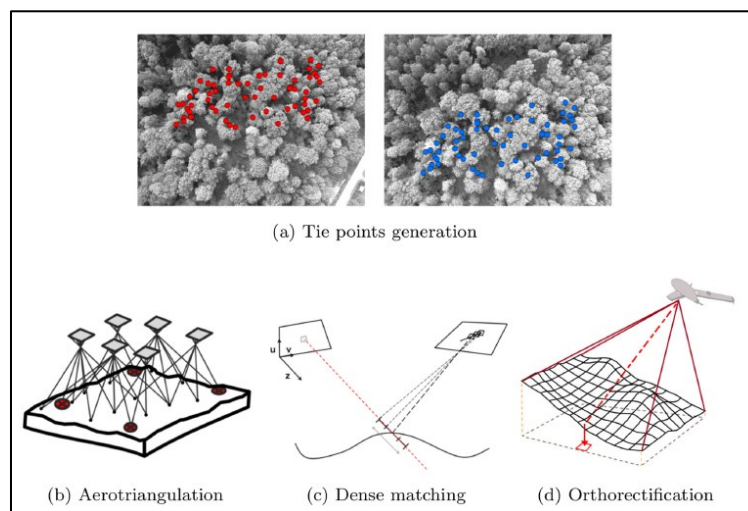 (a) Tie points generation
u
v
z
(b) Aerotriangulation
(c) Dense matching
(d) Orthorectification